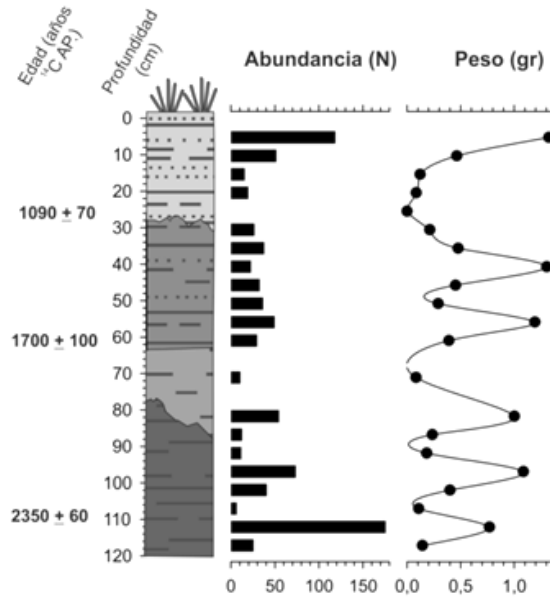 Edad (años
¹⁴C AP.)
Profundidad
(cm)
Abundancia (N)
Peso (gr)
0
10
20
1090 ± 70
30
40
50
1700 ± 100
60
70
80
90
100
2350 ± 60
110
120
0 50 100 150
0,0 0,5 1,0